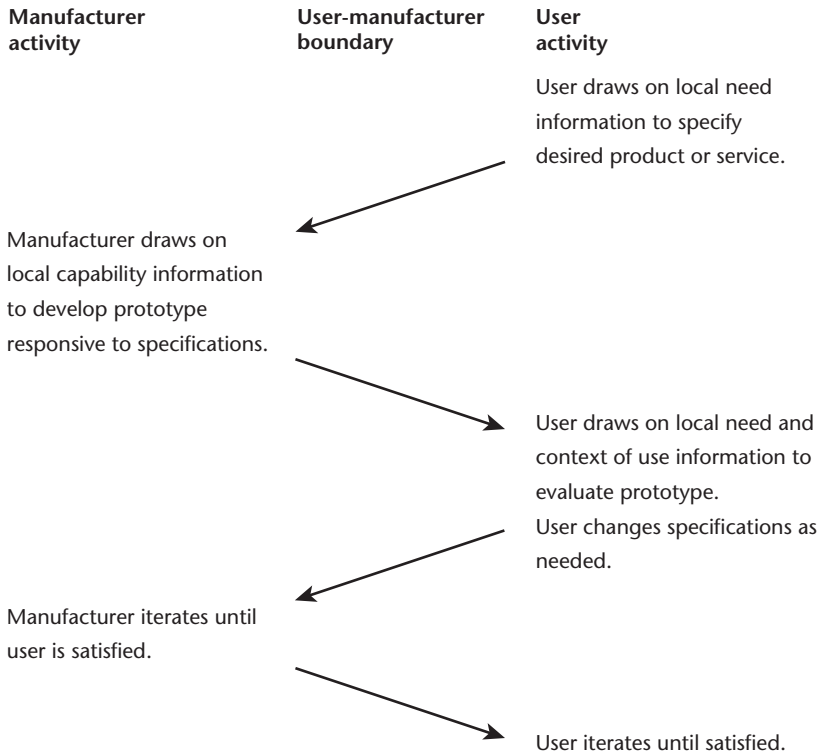 Manufacturer
activity
User-manufacturer
boundary
User
activity
User draws on local need
information to specify
desired product or service.
Manufacturer draws on
local capability information
to develop prototype
responsive to specifications.
User draws on local need and
context of use information to
evaluate prototype.
User changes specifications as
needed.
Manufacturer iterates until
user is satisfied.
User iterates until satisfied.